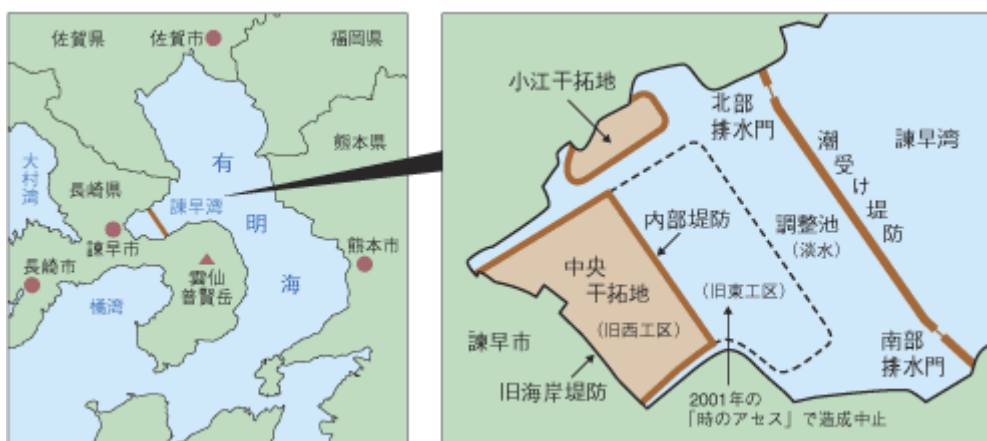 佐賀県
佐賀市
福岡県
熊本県
大村湾
長崎県
有明海
諫早湾
諫早市
長崎市
雲仙
普賢岳
熊本市
橘湾
小江干拓地
北部
排水門
潮受け堤防
諫早湾
内部堤防
調整池
(淡水)
中央
干拓地
(旧西工区)
(旧東工区)
諫早市
旧海岸堤防
南部
排水門
2001年の
「時のアセス」で造成中止